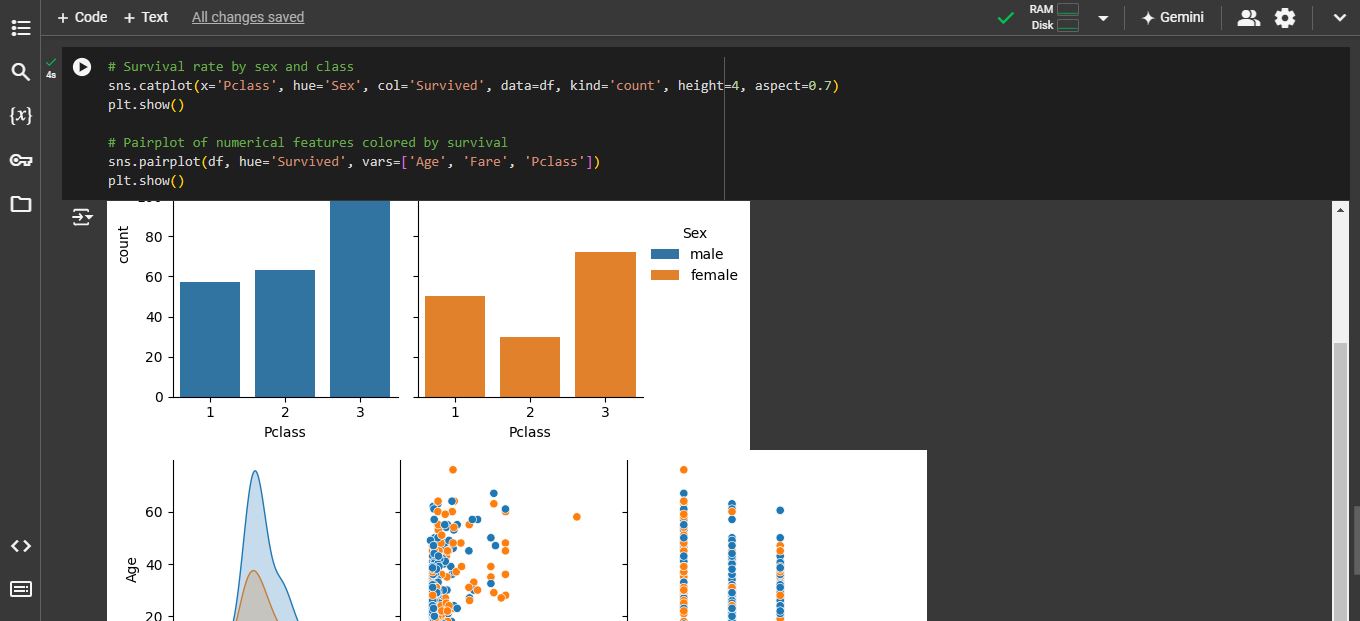 + Code + Text All changes saved
RAM
Disk
Gemini
4s
# Survival rate by sex and class
sns.catplot(x='Pclass', hue='Sex', col='Survived', data=df, kind='count', height=4, aspect=0.7)
plt.show()
# Pairplot of numerical features colored by survival
sns.pairplot(df, hue='Survived', vars=['Age', 'Fare', 'Pclass'])
plt.show()
{x}
count
80
60
40
20
0
1 2 3
Pclass
1 2 3
Pclass
Sex
male
female
Age
60
40
20